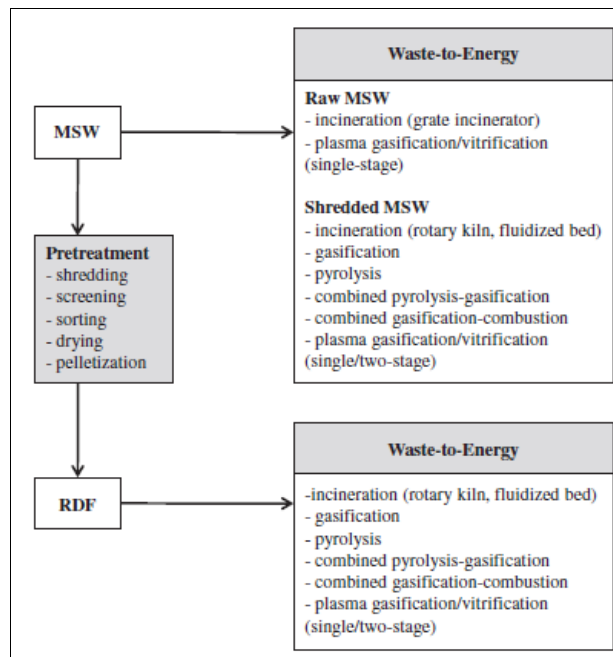 Waste-to-Energy
Raw MSW
- incineration (grate incinerator)
- plasma gasification/vitrification
(single-stage)
Shredded MSW
- incineration (rotary kiln, fluidized bed)
- gasification
- pyrolysis
- combined pyrolysis-gasification
- combined gasification-combustion
- plasma gasification/vitrification
(single/two-stage)
MSW
Pretreatment
- shredding
- screening
- sorting
- drying
- pelletization
RDF
Waste-to-Energy
-incineration (rotary kiln, fluidized bed)
- gasification
- pyrolysis
- combined pyrolysis-gasification
- combined gasification-combustion
- plasma gasification/vitrification
(single/two-stage)